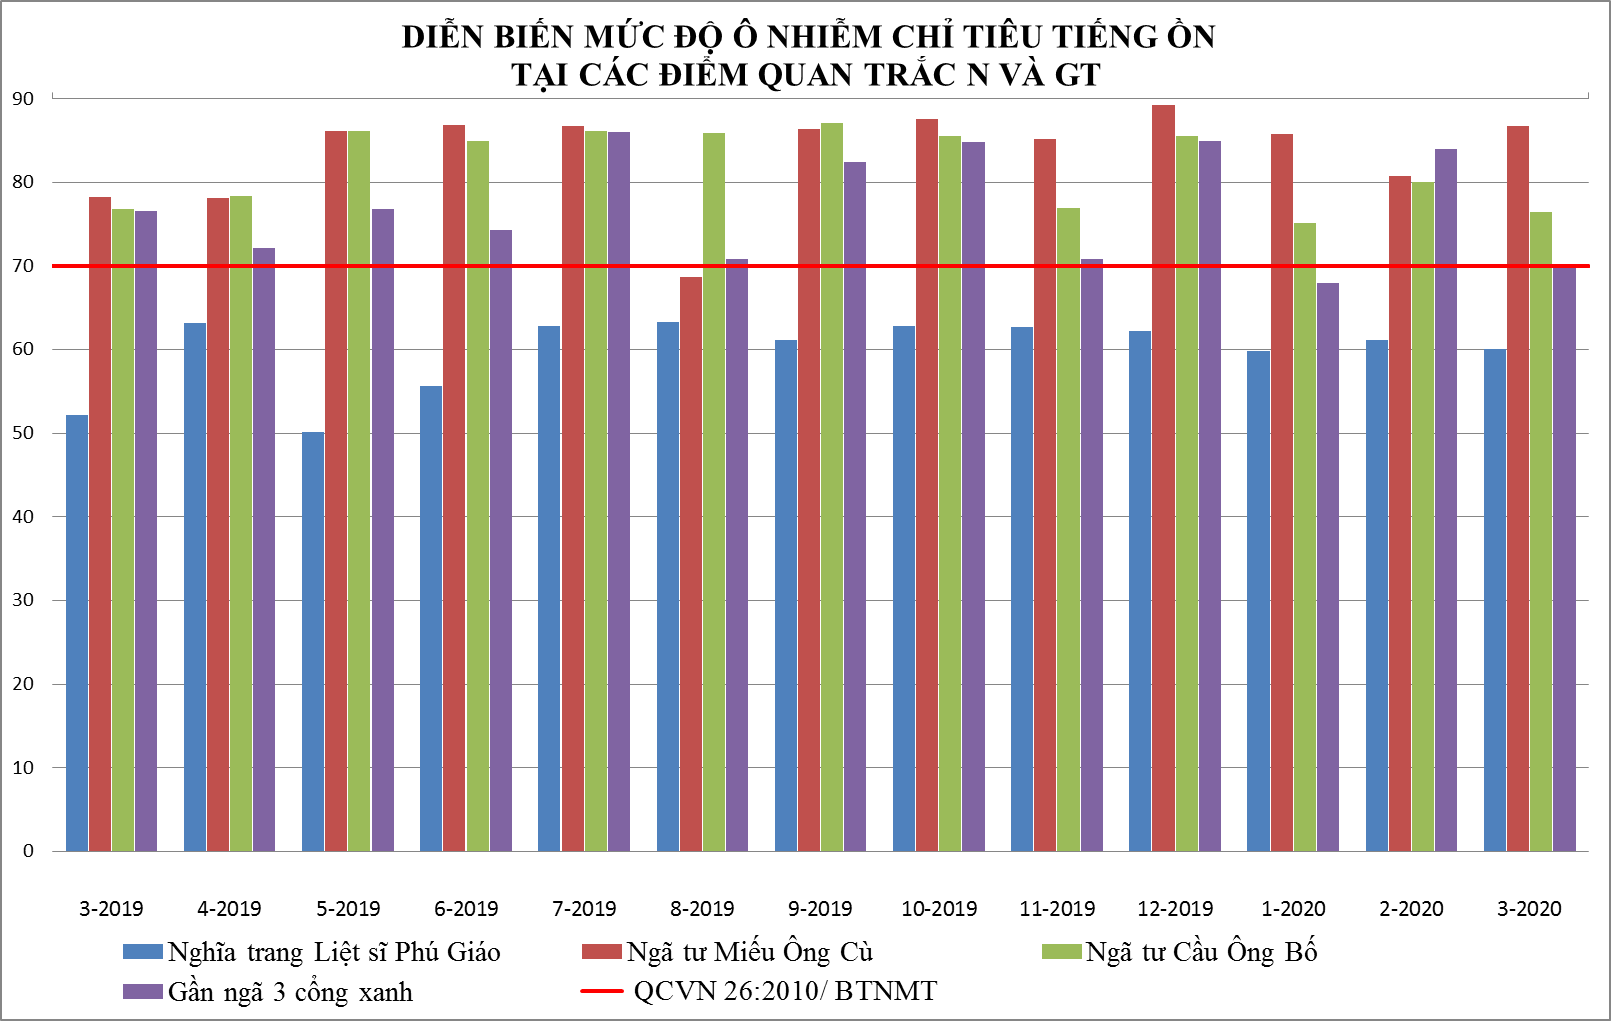 DIỄN BIẾN MỨC ĐỘ Ô NHIỄM CHỈ TIÊU TIẾNG ỒN
TẠI CÁC ĐIỂM QUAN TRẮC N VÀ GT
90
80
70
60
50
40
30
20
10
0
3-2019 4-2019 5-2019 6-2019 7-2019 8-2019 9-2019 10-2019 11-2019 12-2019 1-2020 2-2020 3-2020
Nghĩa trang Liệt sĩ Phú Giáo Ngã tư Miếu Ông Cù Ngã tư Cầu Ông Bố
Gần ngã 3 cổng xanh QCVN 26:2010/ BTNMT